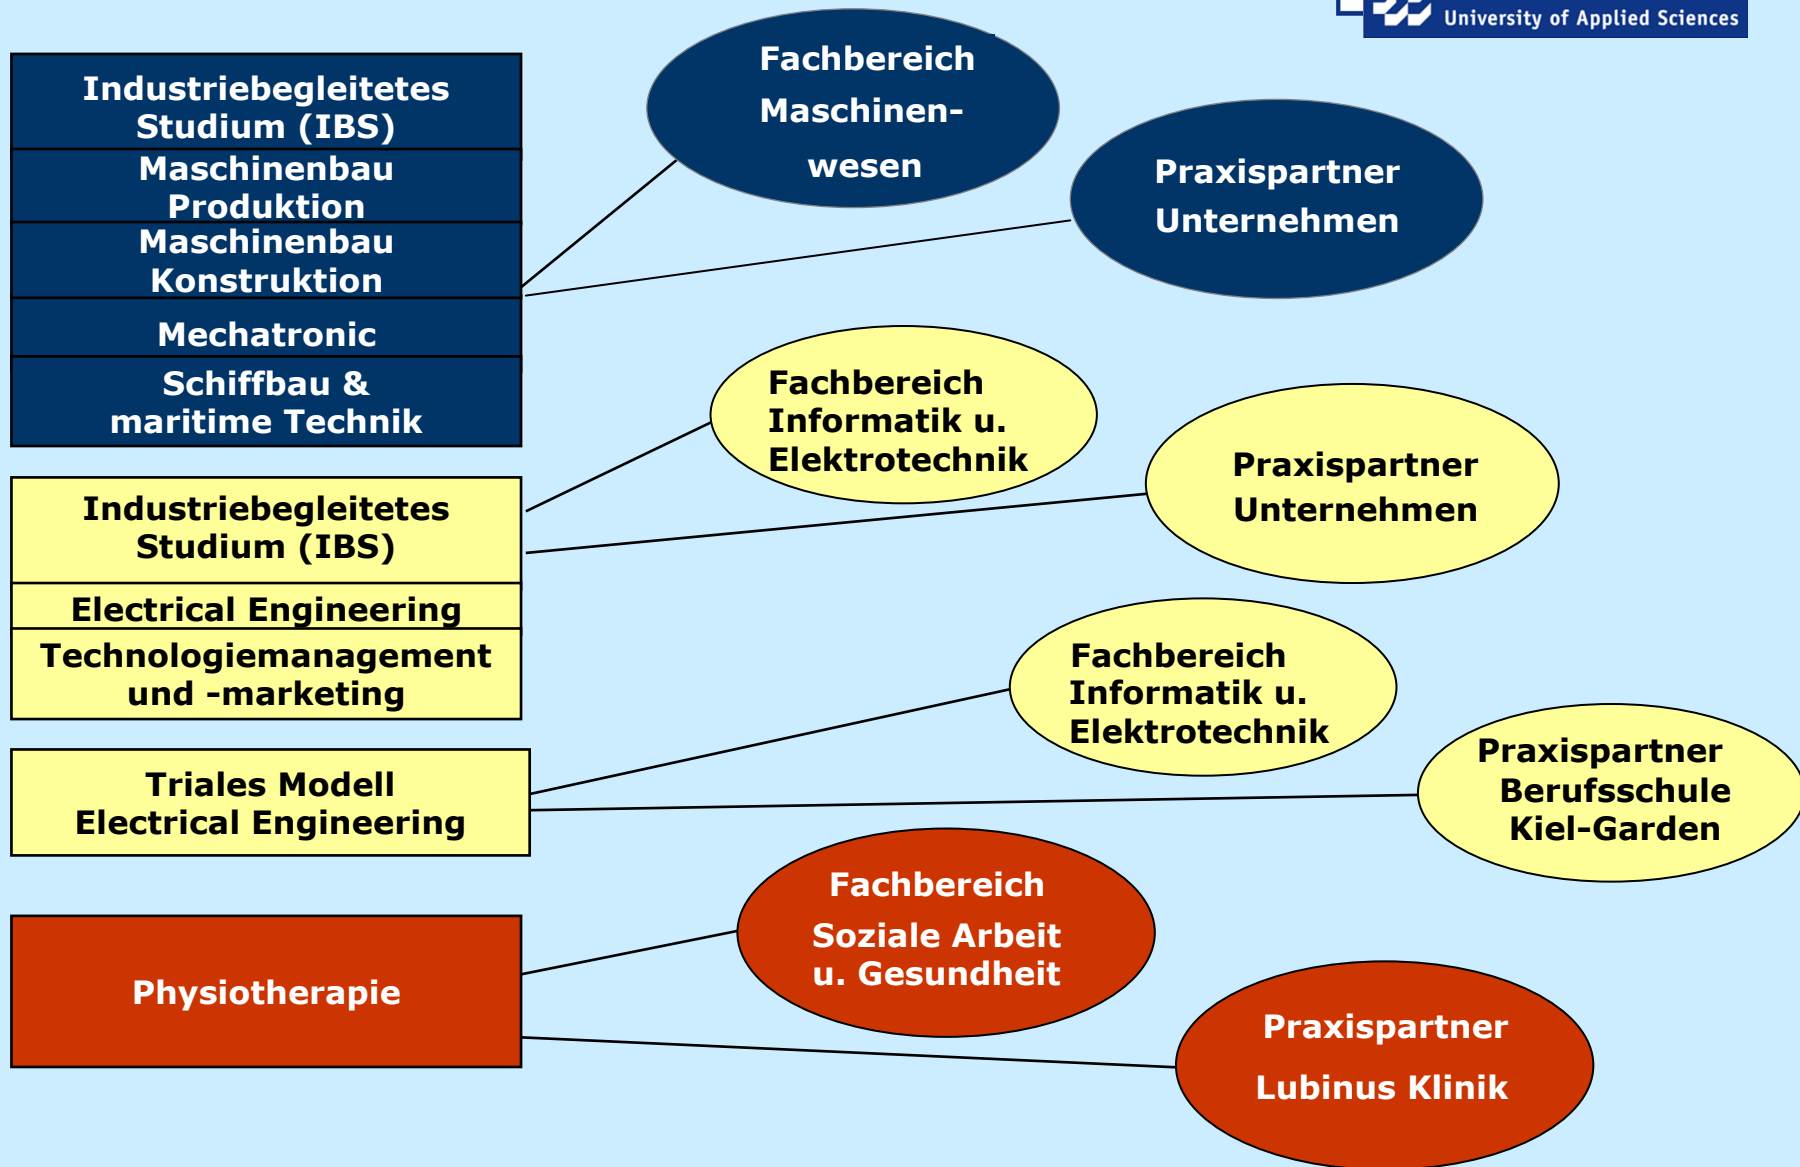 University of Applied Sciences
Industriebegleitetes
Studium (IBS)
Maschinenbau
Produktion
Maschinenbau
Konstruktion
Mechatronic
Schiffbau &
maritime Technik
Fachbereich
Maschinen-
wesen
Praxispartner
Unternehmen
Industriebegleitetes
Studium (IBS)
Electrical Engineering
Technologiemanagement
und -marketing
Fachbereich
Informatik u.
Elektrotechnik
Praxispartner
Unternehmen
Triales Modell
Electrical Engineering
Fachbereich
Informatik u.
Elektrotechnik
Praxispartner
Berufsschule
Kiel-Garden
Physiotherapie
Fachbereich
Soziale Arbeit
u. Gesundheit
Praxispartner
Lubinus Klinik